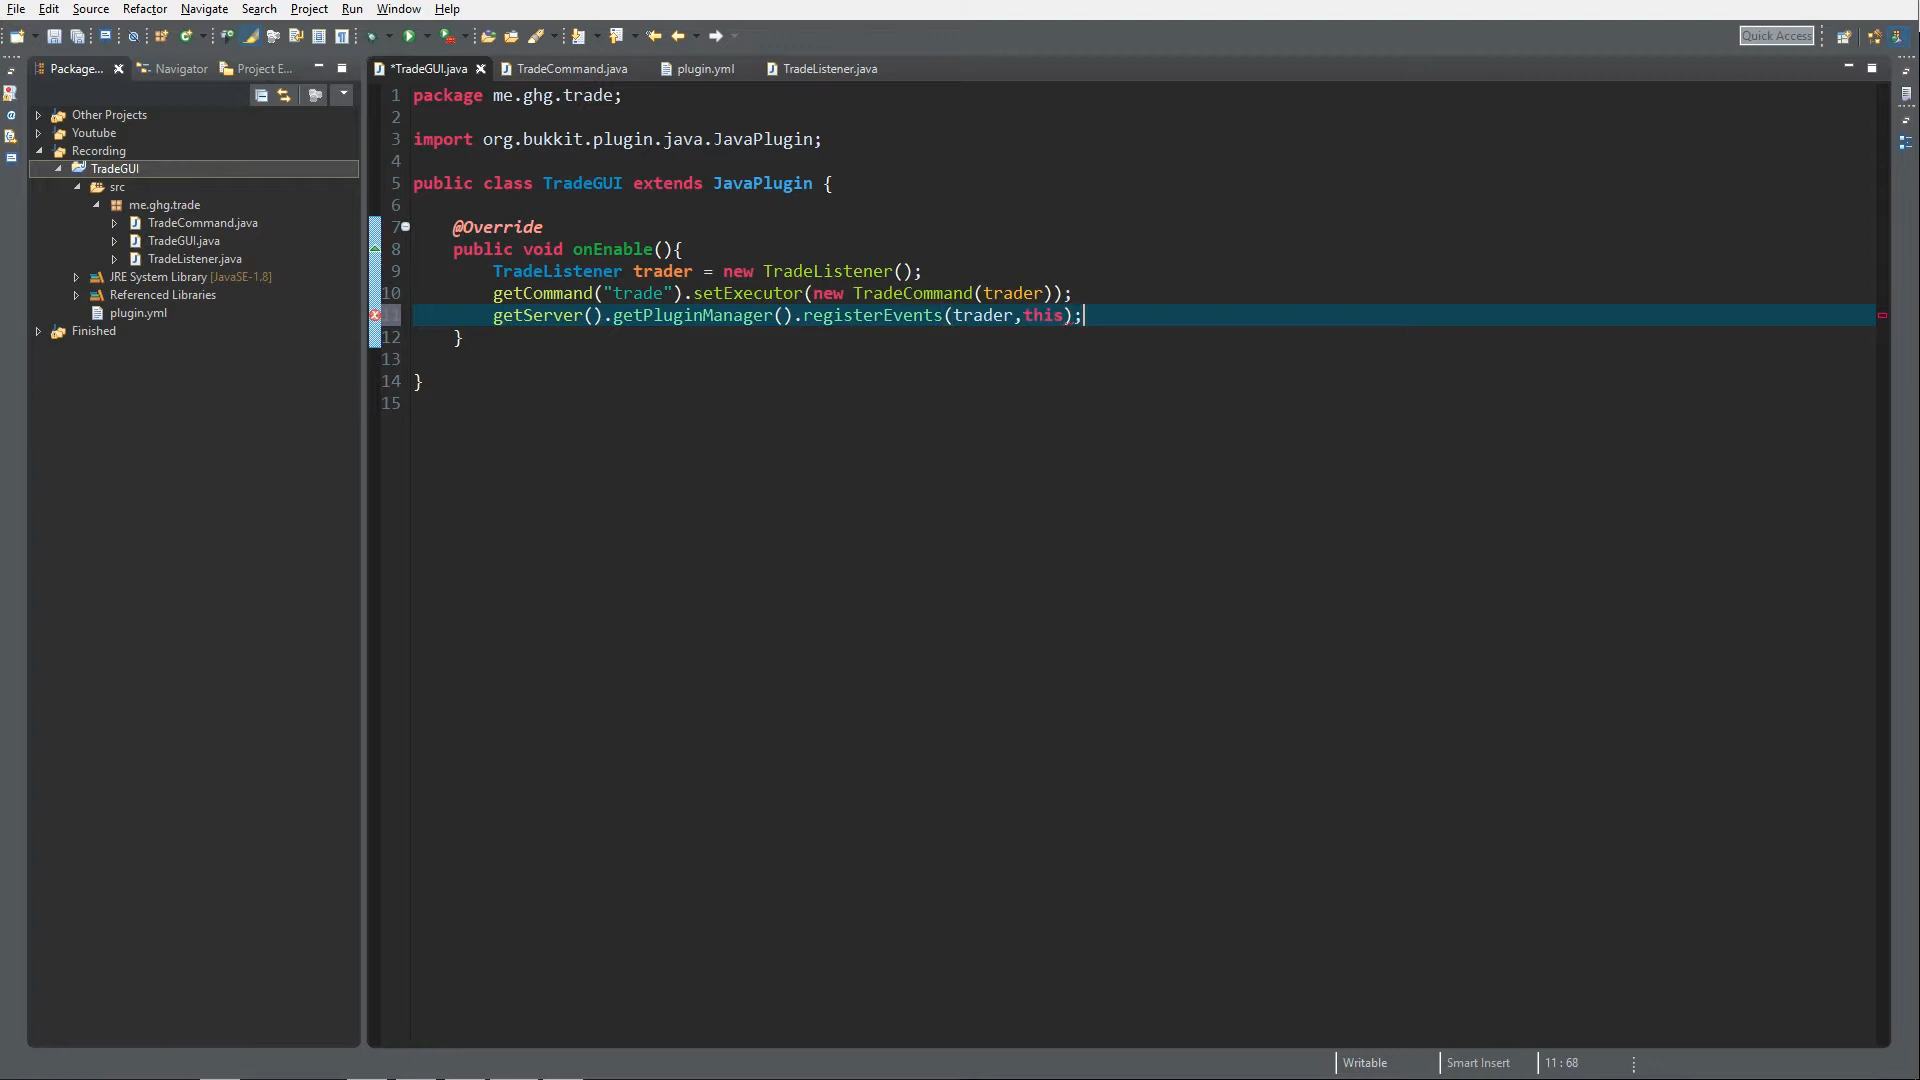 File Edit Source Refactor Navigate Search Project Run Window Help
Quick Access
Package... Navigator Project E...
*TradeGUI.java TradeCommand.java plugin.yml TradeListener.java
Other Projects
Youtube
Recording
TradeGUI
src
me.ghg.trade
TradeCommand.java
TradeGUI.java
TradeListener.java
JRE System Library [JavaSE-1.8]
Referenced Libraries
plugin.yml
Finished
1 package me.ghg.trade;
2
3 import org.bukkit.plugin.java.JavaPlugin;
4
5 public class TradeGUI extends JavaPlugin {
6
7 @Override
8 public void onEnable(){
9 TradeListener trader = new TradeListener();
10 getCommand("trade").setExecutor(new TradeCommand(trader));
11 getServer().getPluginManager().registerEvents(trader,this);
12 }
13
14 }
15
Writable Smart Insert 11 : 68